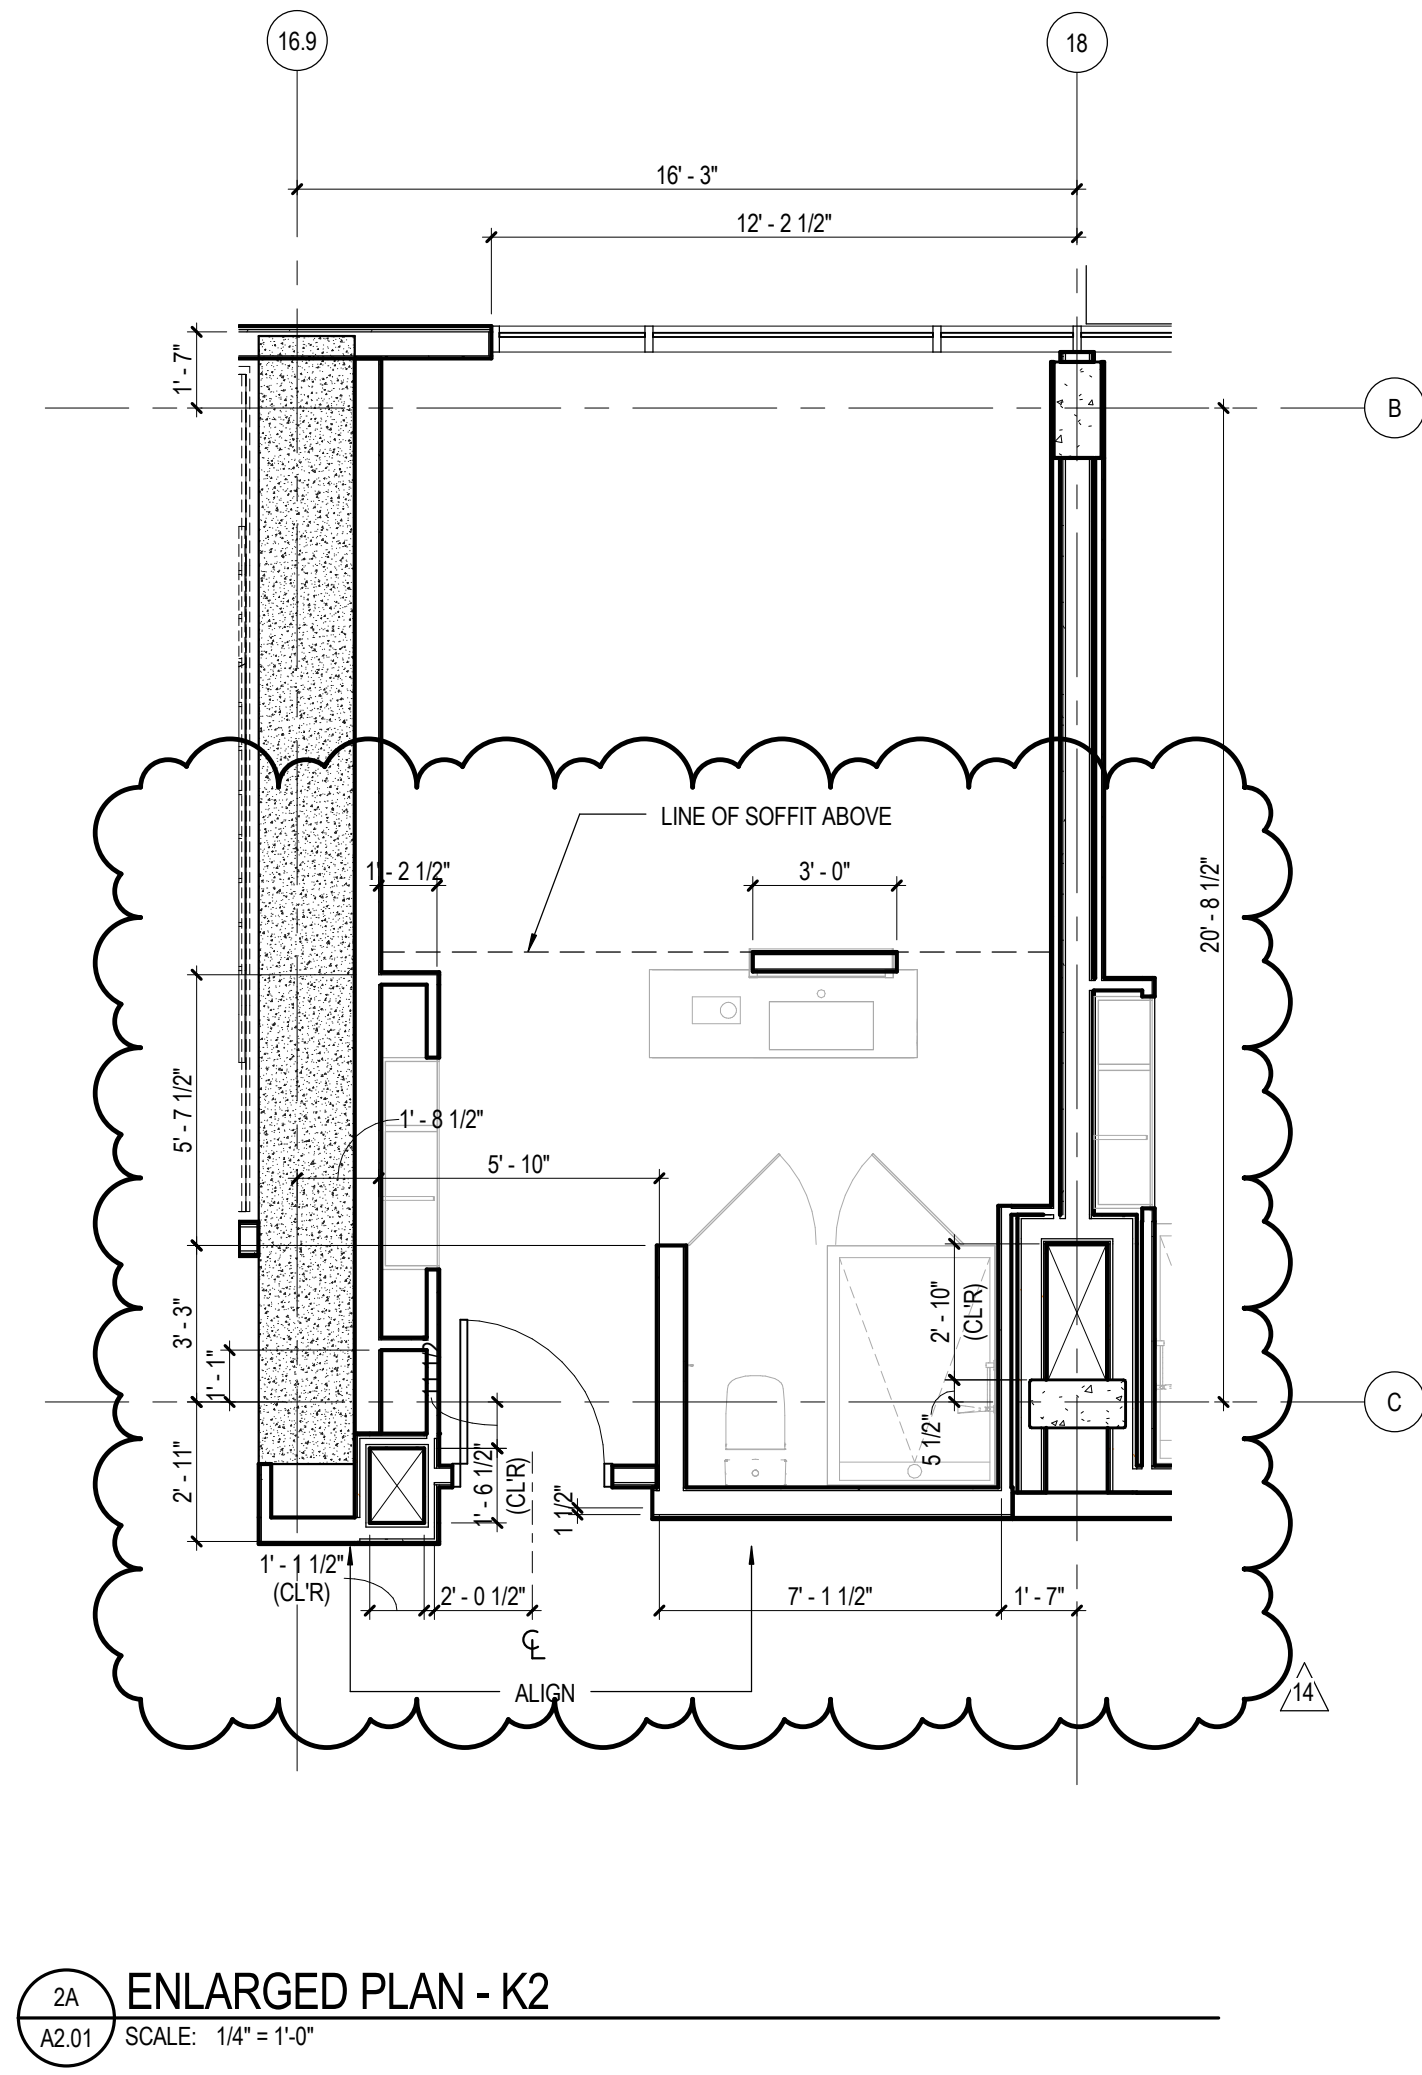 16.9
18
16' - 3"
12' - 2 1/2"
1' - 7"
B
LINE OF SOFFIT ABOVE
1' - 2 1/2"
3' - 0"
20' - 8 1/2"
5' - 7 1/2"
1' - 8 1/2"
5' - 10"
3' - 3"
1' - 1"
11 1/2"
2' - 10"
(CL'R)
C
5 1/2"
2' - 11"
1' - 6 1/2"
(CL'R)
1 1/2"
1' - 1 1/2"
(CL'R)
2' - 0 1/2"
7' - 1 1/2"
1' - 7"
CL
ALIGN
14
2A
ENLARGED PLAN - K2
A2.01
SCALE: 1/4" = 1'-0"